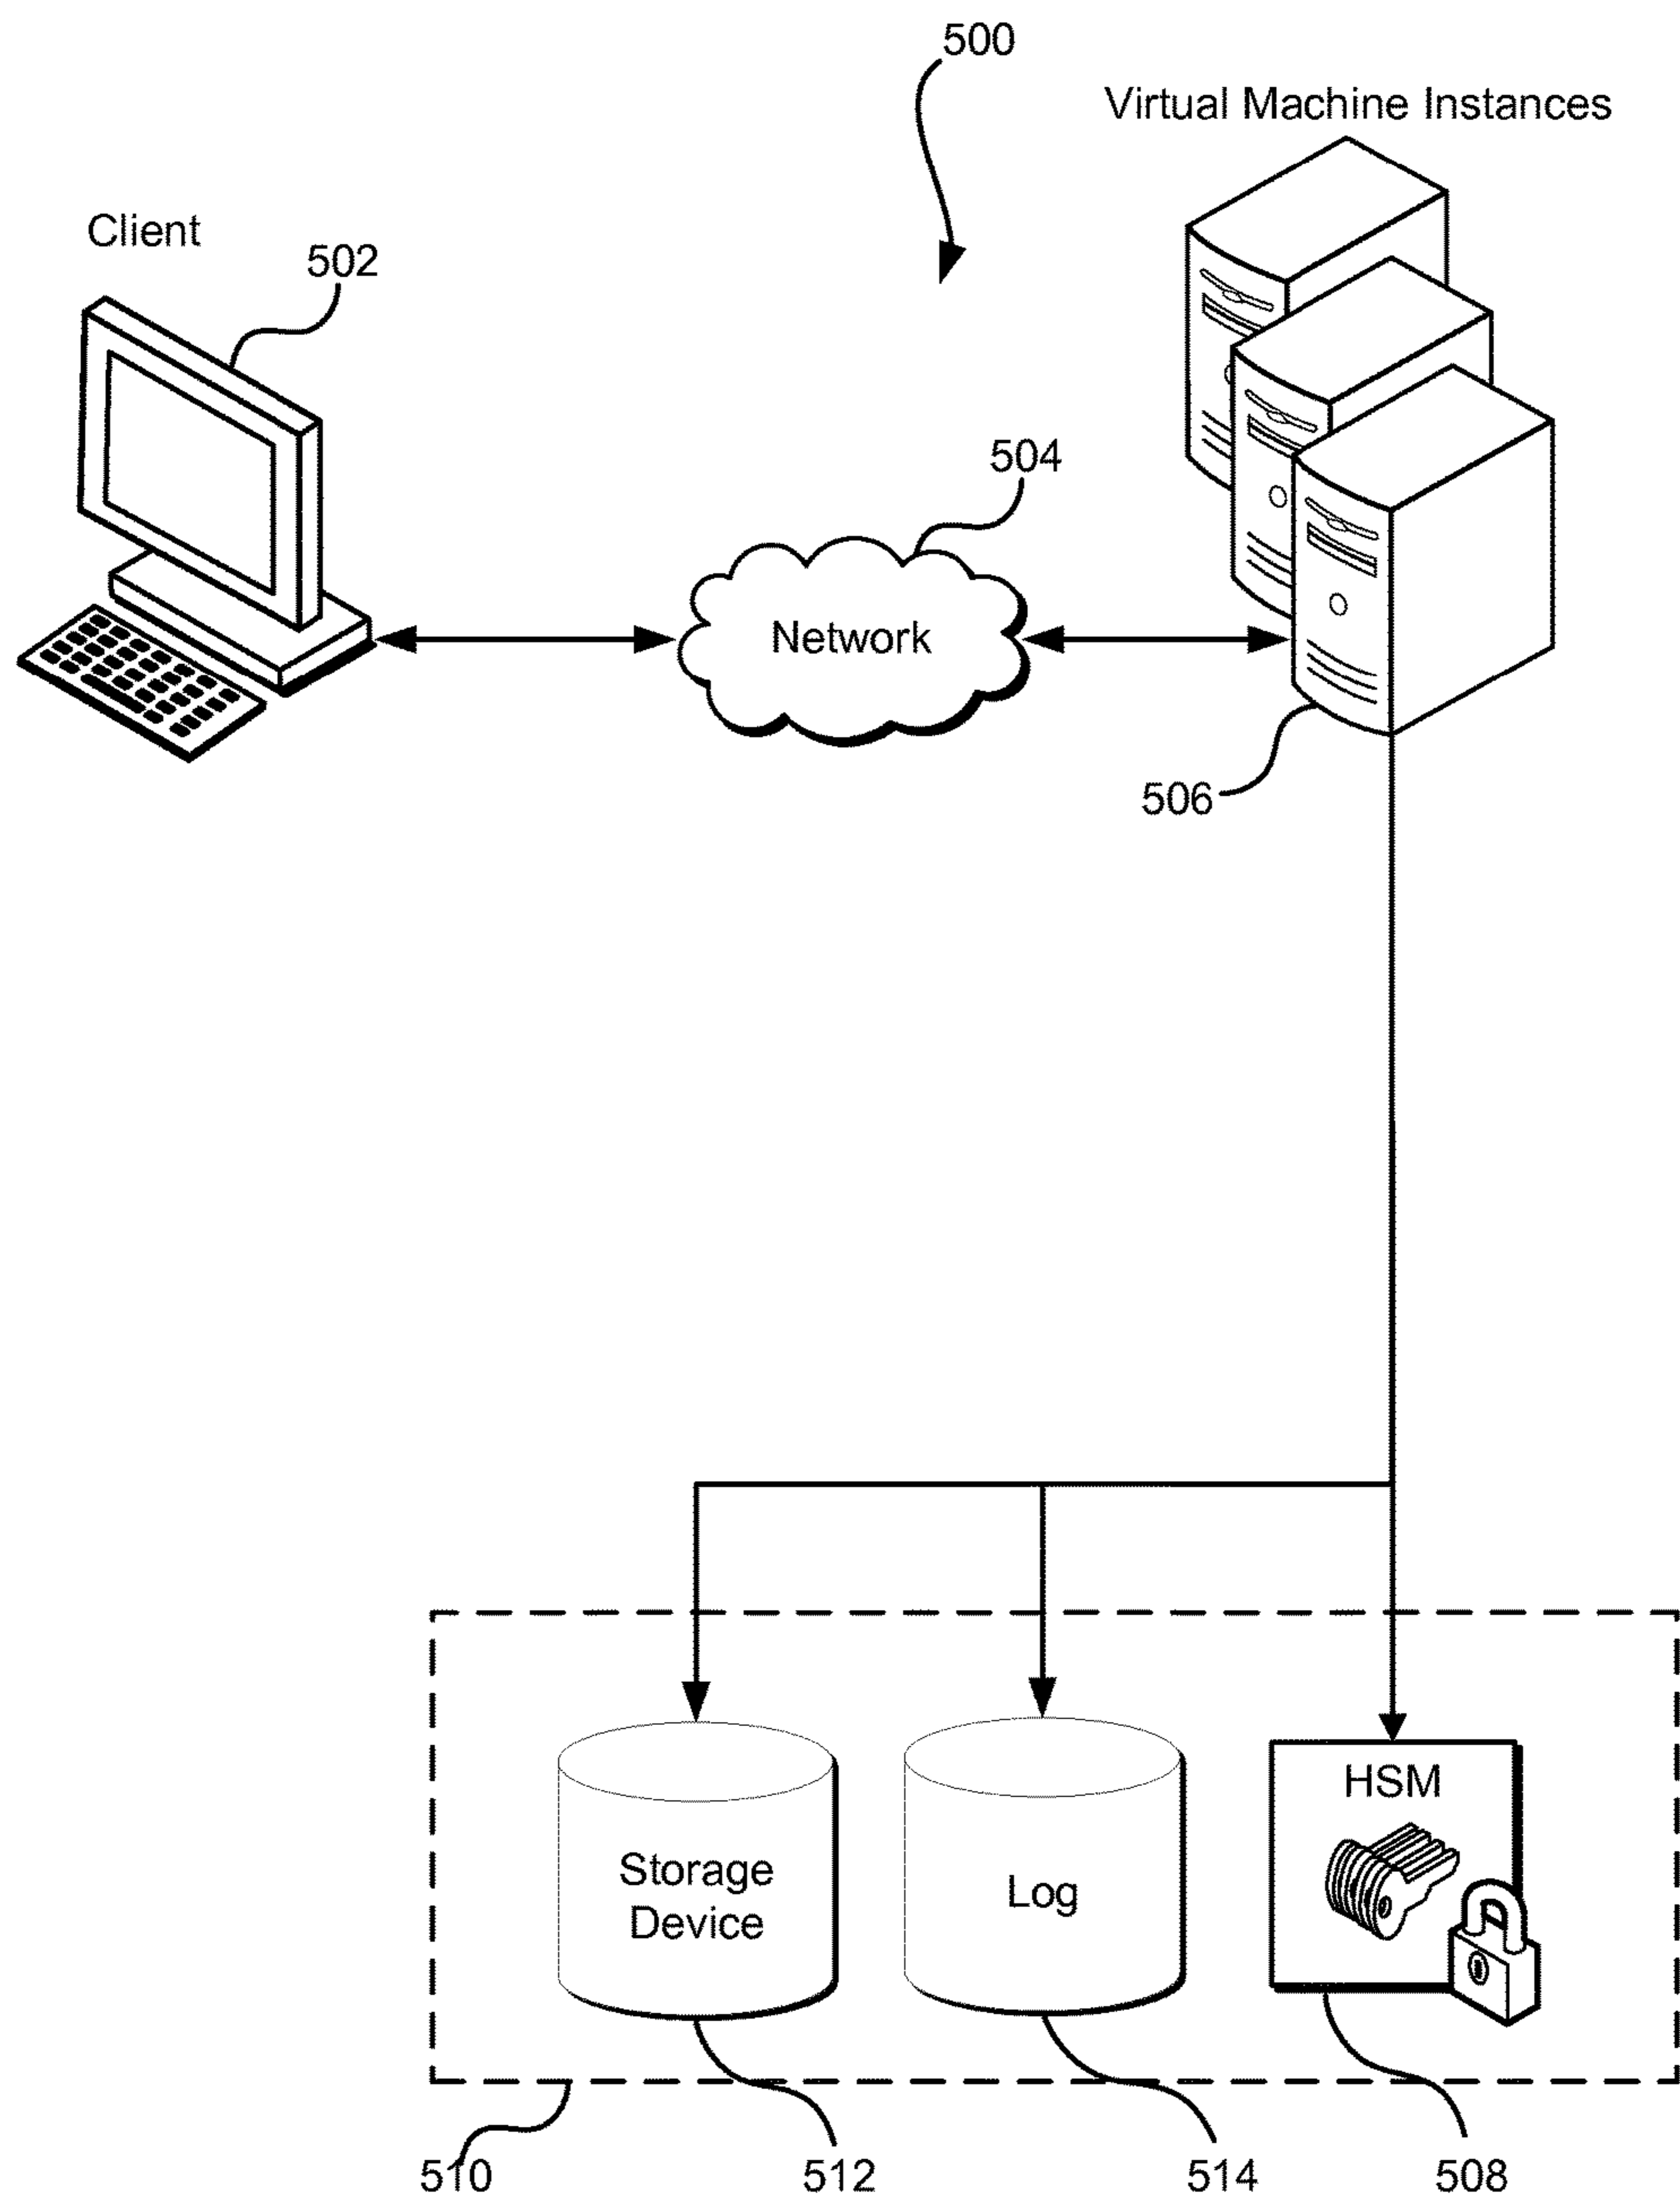 500
Virtual Machine Instances
Client
502
504
Network
506
HSM
Storage
Device
Log
510
512
514
508